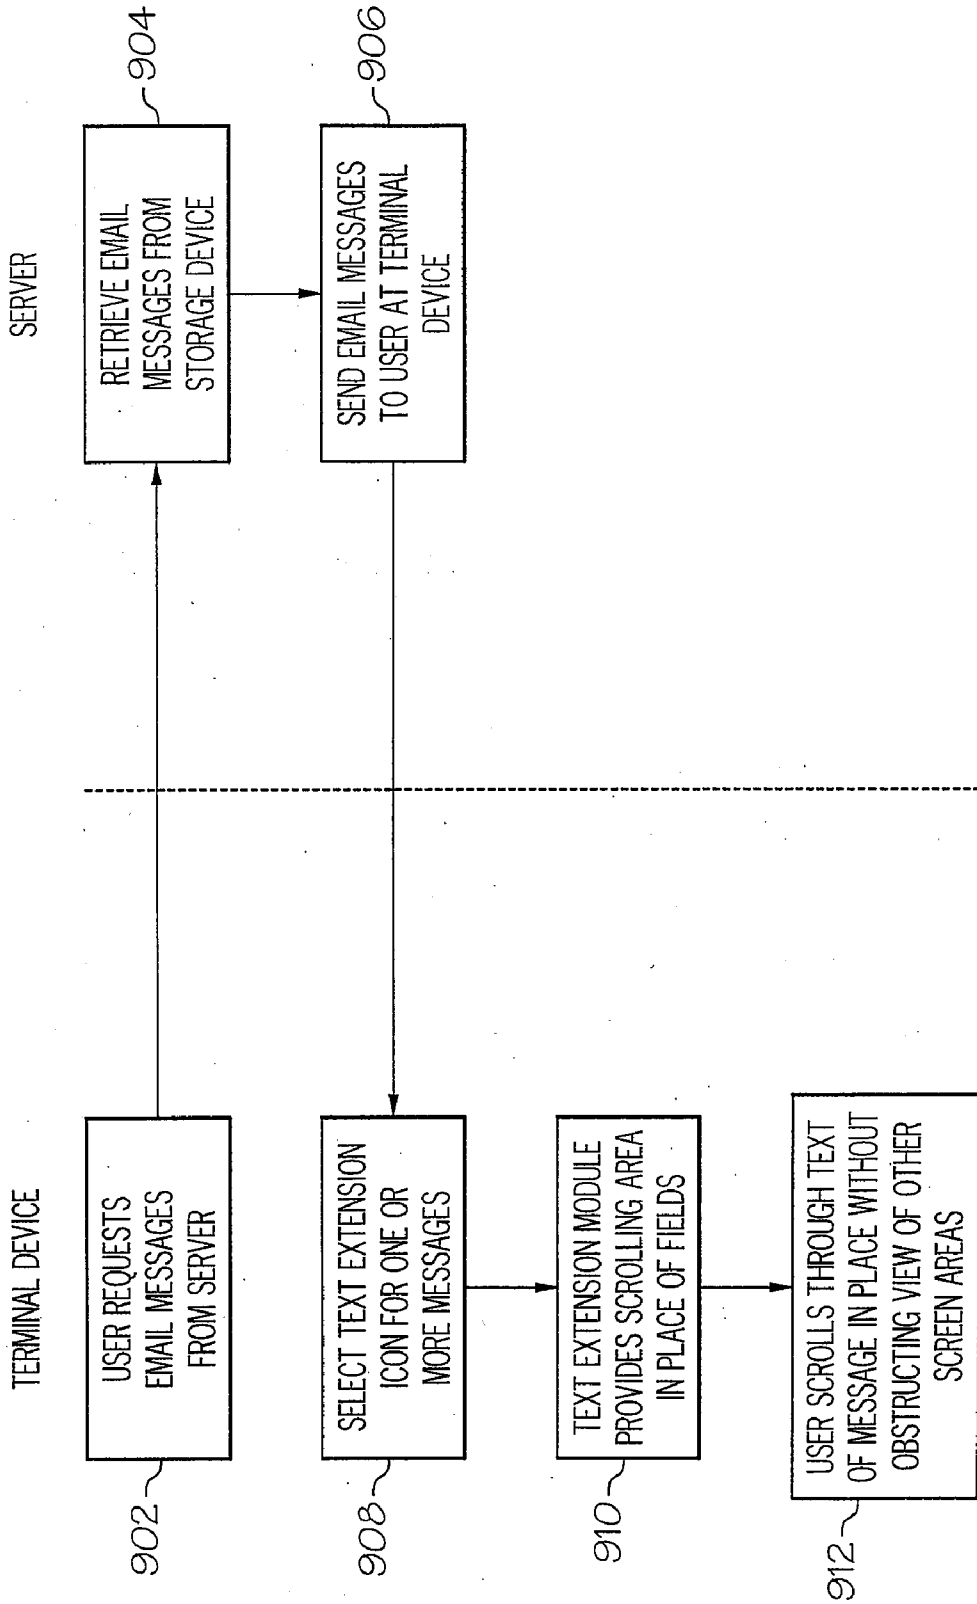 TERMINAL DEVICE
SERVER
USER REQUESTS
EMAIL MESSAGES
FROM SERVER
902
RETRIEVE EMAIL
MESSAGES FROM
STORAGE DEVICE
904
SEND EMAIL MESSAGES
TO USER AT TERMINAL
DEVICE
906
SELECT TEXT EXTENSION
ICON FOR ONE OR
MORE MESSAGES
908
TEXT EXTENSION MODULE
PROVIDES SCROLLING AREA
IN PLACE OF FIELDS
910
USER SCROLLS THROUGH TEXT
OF MESSAGE IN PLACE WITHOUT
OBSTRUCTING VIEW OF OTHER
SCREEN AREAS
912